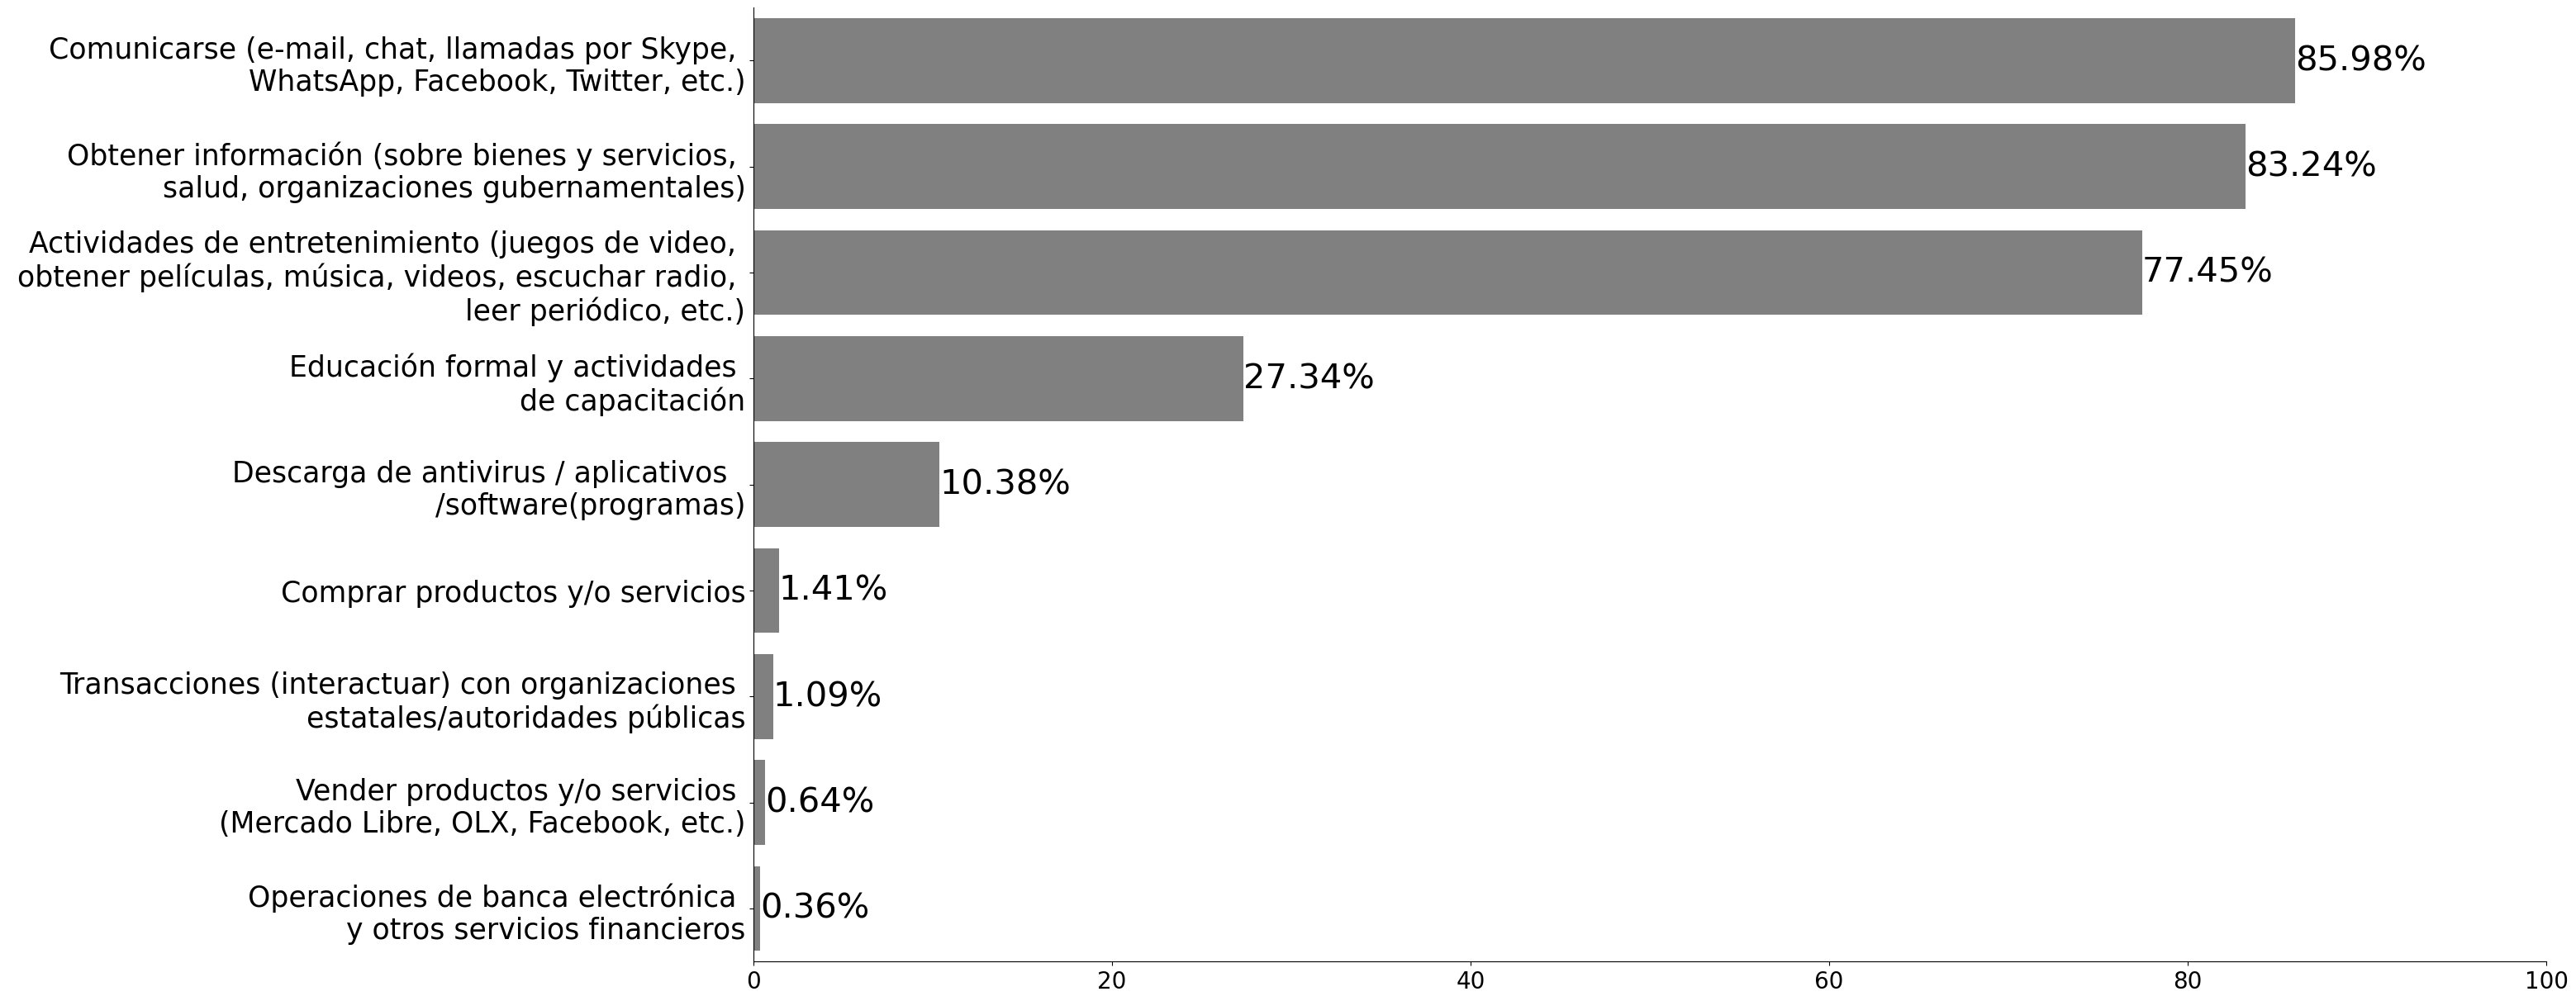 Comunicarse (e-mail, chat, llamadas por Skype,
WhatsApp, Facebook, Twitter, etc.)
85.98%
Obtener información (sobre bienes y servicios,
salud, organizaciones gubernamentales)
83.24%
Actividades de entretenimiento (juegos de video,
obtener películas, música, videos, escuchar radio,
leer periódico, etc.)
77.45%
Educación formal y actividades
de capacitación
27.34%
Descarga de antivirus / aplicativos
/software(programas)
10.38%
Comprar productos y/o servicios
1.41%
Transacciones (interactuar) con organizaciones
estatales/autoridades públicas
1.09%
Vender productos y/o servicios
(Mercado Libre, OLX, Facebook, etc.)
0.64%
Operaciones de banca electrónica
y otros servicios financieros
0.36%
0 20 40 60 80 100